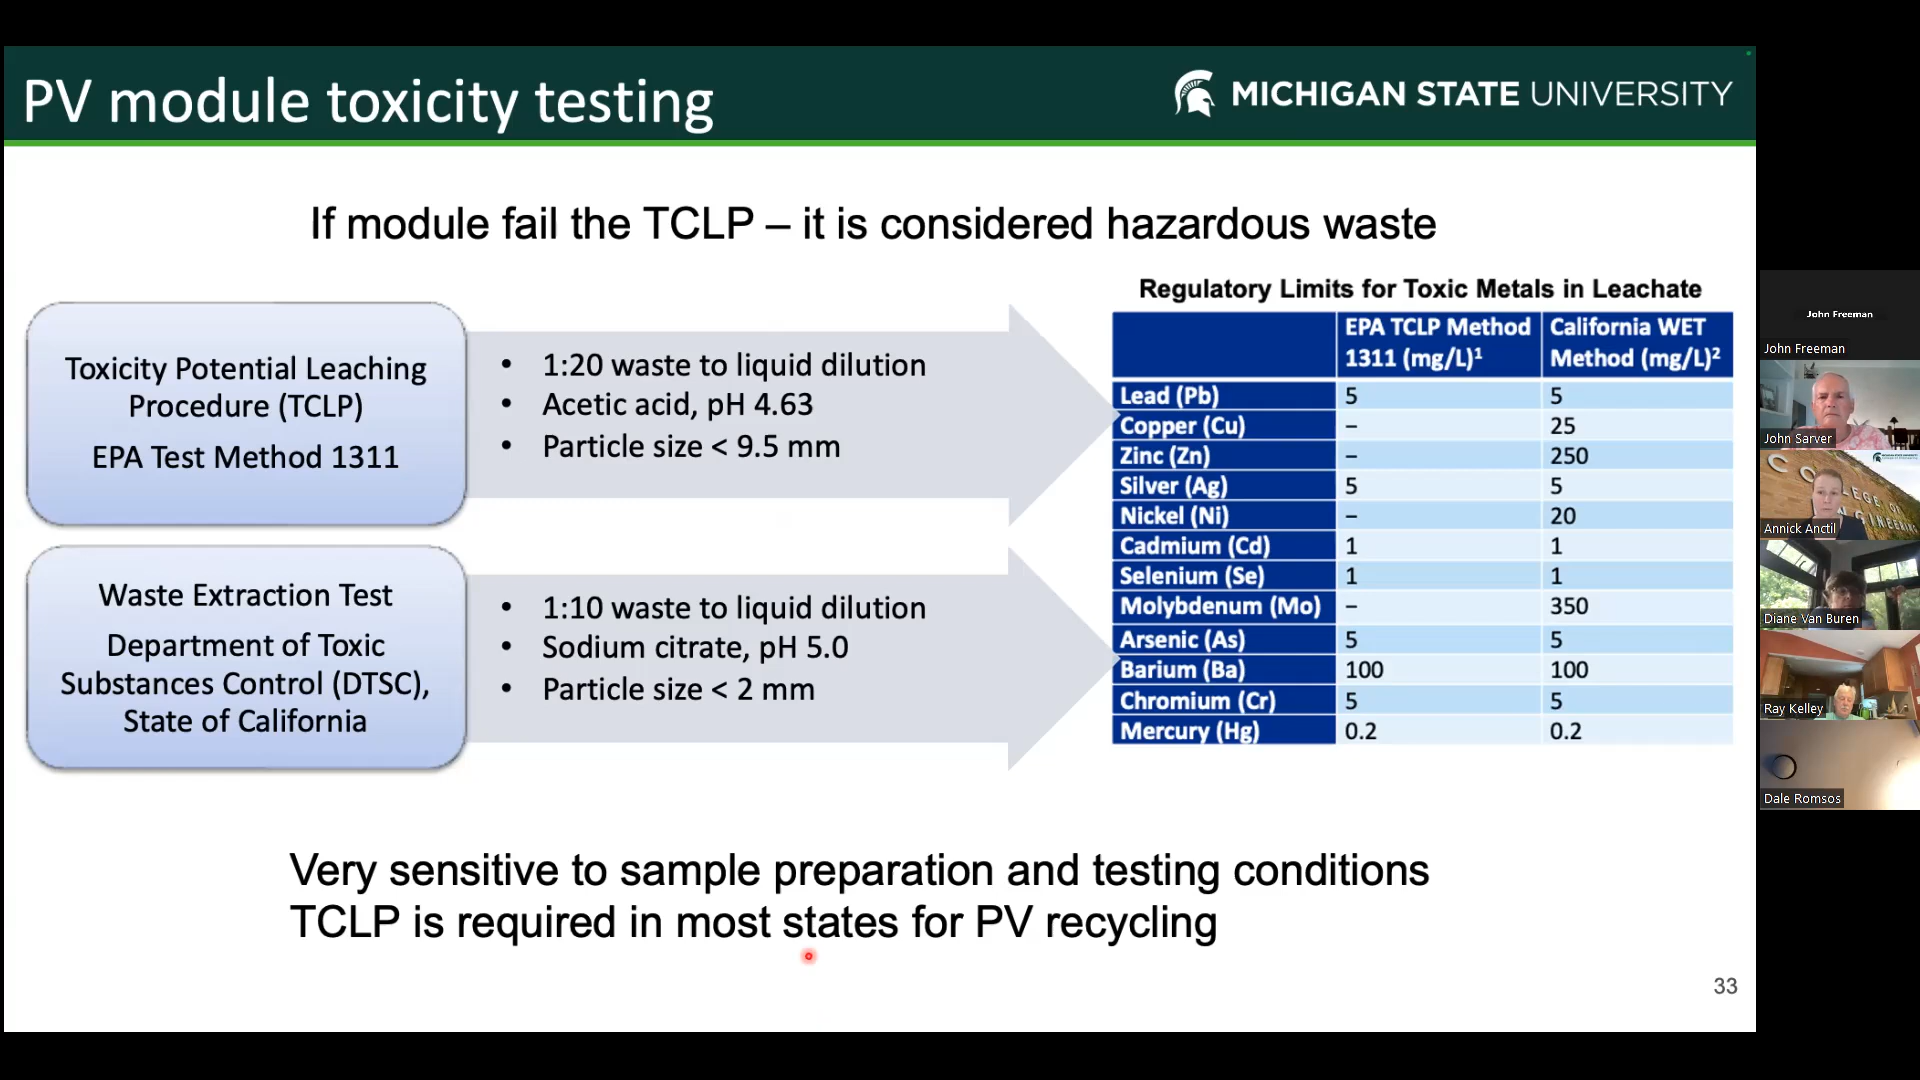 PV module toxicity testing
MICHIGAN STATE UNIVERSITY
If module fail the TCLP – it is considered hazardous waste
Toxicity Potential Leaching
Procedure (TCLP)
EPA Test Method 1311
• 1:20 waste to liquid dilution
• Acetic acid, pH 4.63
• Particle size < 9.5 mm
Waste Extraction Test
Department of Toxic
Substances Control (DTSC),
State of California
• 1:10 waste to liquid dilution
• Sodium citrate, pH 5.0
• Particle size < 2 mm
Regulatory Limits for Toxic Metals in Leachate
EPA TCLP Method
1311 (mg/L)¹
California WET
Method (mg/L)²
Lead (Pb) 5 5
Copper (Cu) – 25
Zinc (Zn) – 250
Silver (Ag) 5 5
Nickel (Ni) – 20
Cadmium (Cd) 1 1
Selenium (Se) 1 1
Molybdenum (Mo) – 350
Arsenic (As) 5 5
Barium (Ba) 100 100
Chromium (Cr) 5 5
Mercury (Hg) 0.2 0.2
Very sensitive to sample preparation and testing conditions
TCLP is required in most states for PV recycling
33
John Freeman
John Freeman
John Sarver
Annick Anctil
Diane Van Buren
Ray Kelley
Dale Romsos